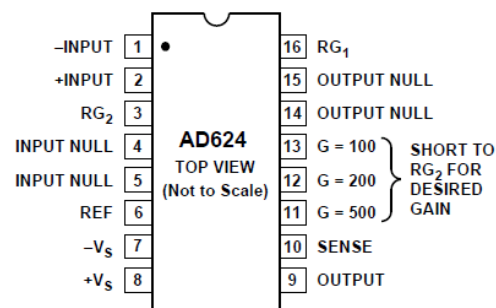 –INPUT 1
+INPUT 2
RG2 3
INPUT NULL 4
INPUT NULL 5
REF 6
–VS 7
+VS 8
AD624
TOP VIEW
(Not to Scale)
16 RG1
15 OUTPUT NULL
14 OUTPUT NULL
13 G = 100
12 G = 200
11 G = 500
10 SENSE
9 OUTPUT
SHORT TO
RG2 FOR
DESIRED
GAIN